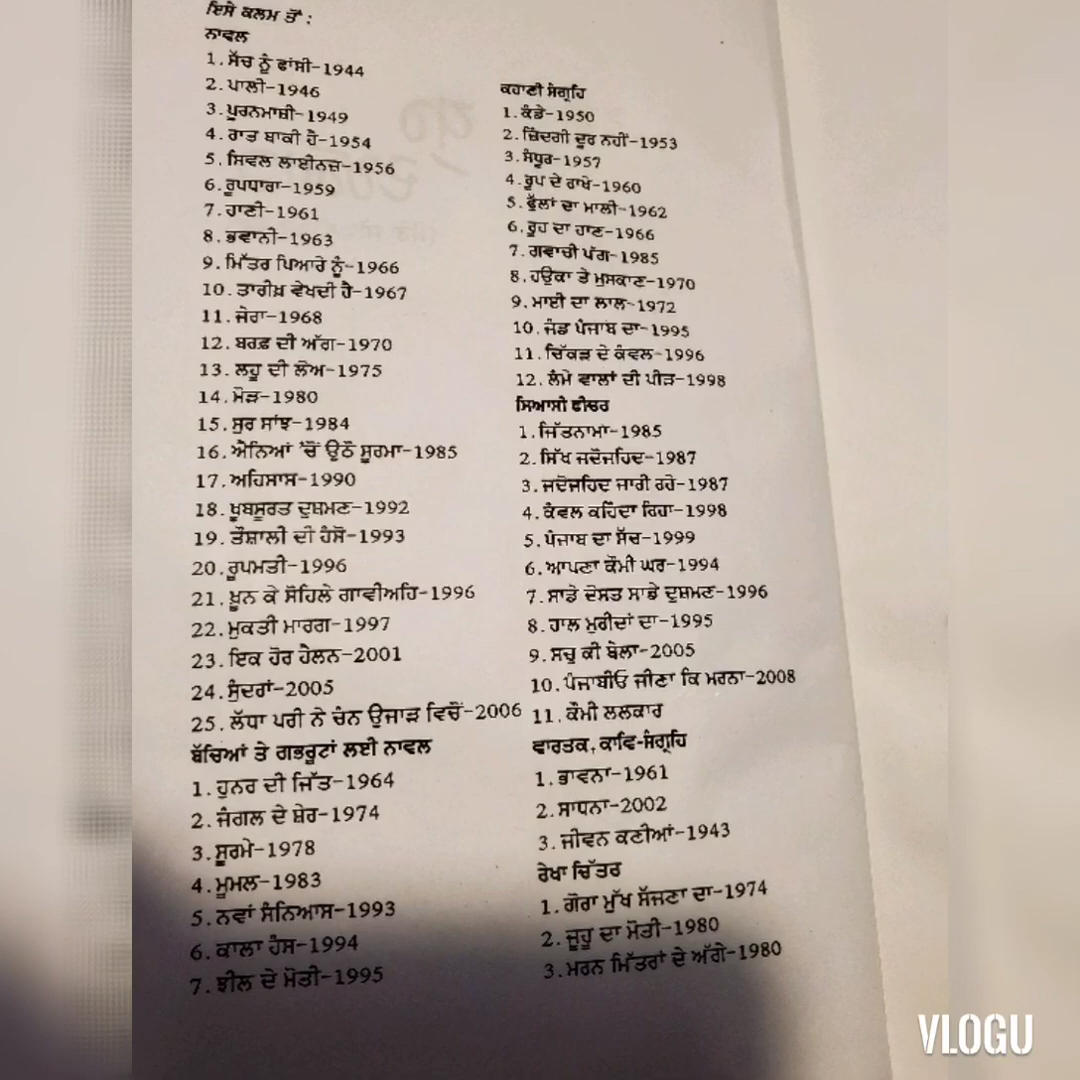 ਇਸੇ ਕਲਮ ਤੋਂ :
ਨਾਵਲ
1. ਸੱਚ ਨੂੰ ਫਾਂਸੀ-1944
2. ਪਾਲੀ-1946
3. ਪੂਰਨਮਾਸ਼ੀ-1949
4. ਰਾਤ ਬਾਕੀ ਹੈ-1954
5. ਸਿਵਲ ਲਾਈਨਜ਼-1956
6. ਰੂਪਧਾਰਾ-1959
7. ਹਾਣੀ-1961
8. ਭਵਾਨੀ-1963
9. ਮਿੱਤਰ ਪਿਆਰੇ ਨੂੰ-1966
10. ਤਾਰੀਖ਼ ਵੇਖਦੀ ਹੈ-1967
11. ਜੇਰਾ-1968
12. ਬਰਫ਼ ਦੀ ਅੱਗ-1970
13. ਲਹੂ ਦੀ ਲੋਅ-1975
14. ਮੋੜ-1980
15. ਸੁਰ ਸਾਂਝ-1984
16. ਐਨਿਆਂ 'ਚੋਂ ਉਠੋ ਸੂਰਮਾ-1985
17. ਅਹਿਸਾਸ-1990
18. ਖੂਬਸੂਰਤ ਦੁਸ਼ਮਣ-1992
19. ਤੌਸ਼ਾਲੀ ਦੀ ਹੰਸੋ-1993
20. ਰੂਪਮਤੀ-1996
21. ਖ਼ੂਨ ਕੇ ਸੋਹਿਲੇ ਗਾਵੀਅਹਿ-1996
22. ਮੁਕਤੀ ਮਾਰਗ-1997
23. ਇਕ ਹੋਰ ਹੈਲਨ-2001
24. ਸੁੰਦਰਾਂ-2005
25. ਲੱਧਾ ਪਰੀ ਨੇ ਚੰਨ ਉਜਾੜ ਵਿਚੋਂ-2006
ਬੱਚਿਆਂ ਤੇ ਗਭਰੂਟਾਂ ਲਈ ਨਾਵਲ
1. ਹੁਨਰ ਦੀ ਜਿੱਤ-1964
2. ਜੰਗਲ ਦੇ ਸ਼ੇਰ-1974
3. ਸੂਰਮੇ-1978
4. ਮੂਮਲ-1983
5. ਨਵਾਂ ਸੰਨਿਆਸ-1993
6. ਕਾਲਾ ਹੰਸ-1994
7. ਝੀਲ ਦੇ ਮੋਤੀ-1995
ਕਹਾਣੀ ਸੰਗ੍ਰਹਿ
1. ਕੰਡੇ-1950
2. ਜ਼ਿੰਦਗੀ ਦੂਰ ਨਹੀਂ-1953
3. ਸੰਧੂਰ-1957
4. ਰੂਪ ਦੇ ਰਾਖੇ-1960
5. ਫੁੱਲਾਂ ਦਾ ਮਾਲੀ-1962
6. ਰੂਹ ਦਾ ਹਾਣ-1966
7. ਗਵਾਚੀ ਪੱਗ-1985
8. ਹਉਕਾ ਤੇ ਮੁਸਕਾਣ-1970
9. ਮਾਈ ਦਾ ਲਾਲ-1972
10. ਜੰਡ ਪੰਜਾਬ ਦਾ-1995
11. ਚਿੱਕੜ ਦੇ ਕੰਵਲ-1996
12. ਲੰਮੇ ਵਾਲਾਂ ਦੀ ਪੀੜ-1998
ਸਿਆਸੀ ਫੀਚਰ
1. ਜਿੱਤਨਾਮਾ-1985
2. ਸਿੱਖ ਜਦੋਜਹਿਦ-1987
3. ਜਦੋਜਹਿਦ ਜਾਰੀ ਰਹੇ-1987
4. ਕੰਵਲ ਕਹਿੰਦਾ ਰਿਹਾ-1998
5. ਪੰਜਾਬ ਦਾ ਸੱਚ-1999
6. ਆਪਣਾ ਕੌਮੀ ਘਰ-1994
7. ਸਾਡੇ ਦੋਸਤ ਸਾਡੇ ਦੁਸ਼ਮਣ-1996
8. ਹਾਲ ਮੁਰੀਦਾਂ ਦਾ-1995
9. ਸਚੁ ਕੀ ਬੇਲਾ-2005
10. ਪੰਜਾਬੀਓ ਜੀਣਾ ਕਿ ਮਰਨਾ-2008
11. ਕੌਮੀ ਲਲਕਾਰ
ਵਾਰਤਕ, ਕਾਵਿ-ਸੰਗ੍ਰਹਿ
1. ਭਾਵਨਾ-1961
2. ਸਾਧਨਾ-2002
3. ਜੀਵਨ ਕਣੀਆਂ-1943
ਰੇਖਾ ਚਿੱਤਰ
1. ਗੋਰਾ ਮੁੱਖ ਸੱਜਣਾ ਦਾ-1974
2. ਜੂਹੂ ਦਾ ਮੋਤੀ-1980
3. ਮਰਨ ਮਿੱਤਰਾਂ ਦੇ ਅੱਗੇ-1980
VLOGU